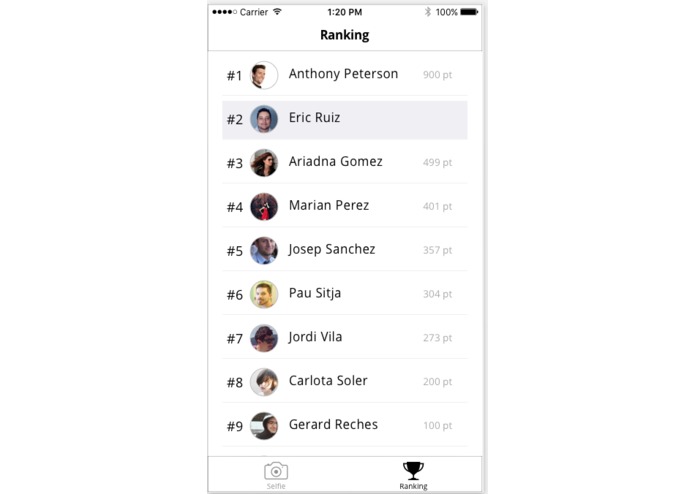 Carrier 1:20 PM 100%
Ranking
#1 Anthony Peterson 900 pt
#2 Eric Ruiz
#3 Ariadna Gomez 499 pt
#4 Marian Perez 401 pt
#5 Josep Sanchez 357 pt
#6 Pau Sitja 304 pt
#7 Jordi Vila 273 pt
#8 Carlota Soler 200 pt
#9 Gerard Reches 100 pt
Selfie Ranking